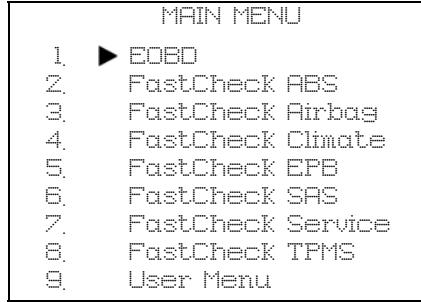 MAIN MENU
1. ▶ EOBD
2. FastCheck ABS
3. FastCheck Airbag
4. FastCheck Climate
5. FastCheck EPB
6. FastCheck SAS
7. FastCheck Service
8. FastCheck TPMS
9. User Menu